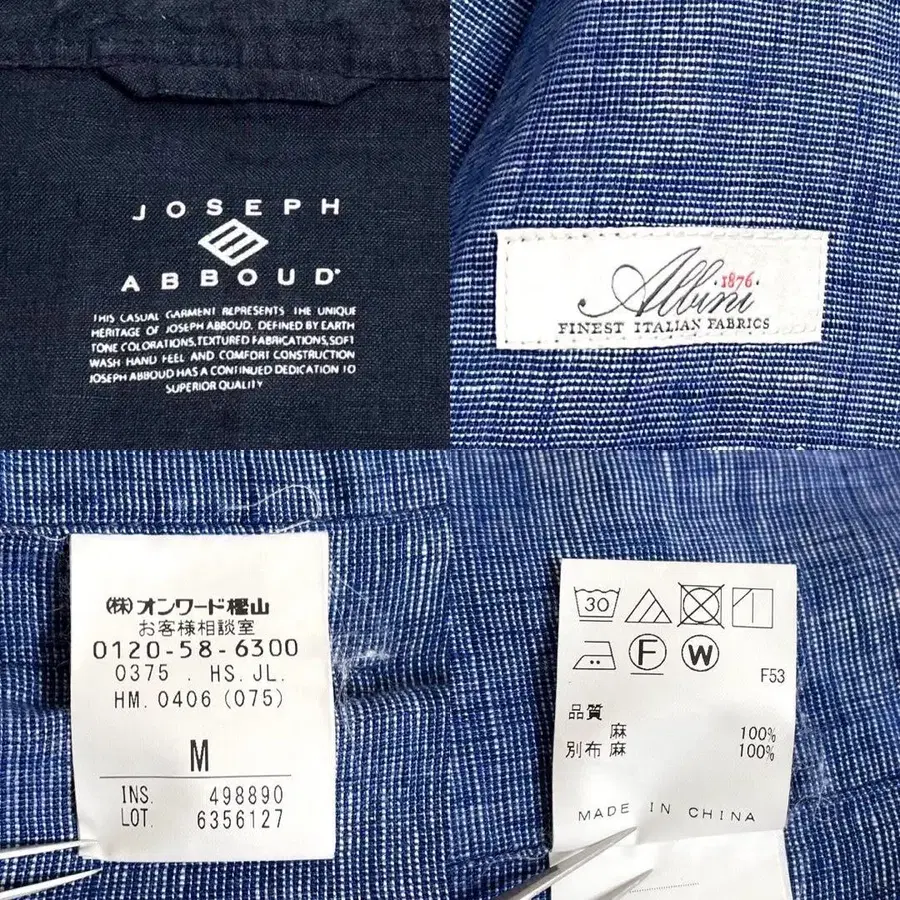 JOSEPH
ABBOUD®
THIS CASUAL GARMENT REPRESENTS THE UNIQUE
HERITAGE OF JOSEPH ABBOUD. DEFINED BY EARTH
TONE COLORATIONS, TEXTURED FABRICATIONS, SOFT
WASH HAND FEEL AND COMFORT CONSTRUCTION
JOSEPH ABBOUD HAS A CONTINUED DEDICATION TO
SUPERIOR QUALITY
Albini
·1876·
FINEST ITALIAN FABRICS
(株)オンワード樫山
お客様相談室
0120-58-6300
0375 . HS. JL.
HM. 0406 (075)
M
INS. 498890
LOT. 6356127
30
F W
F53
品質
麻 100%
別布 麻 100%
MADE IN CHINA